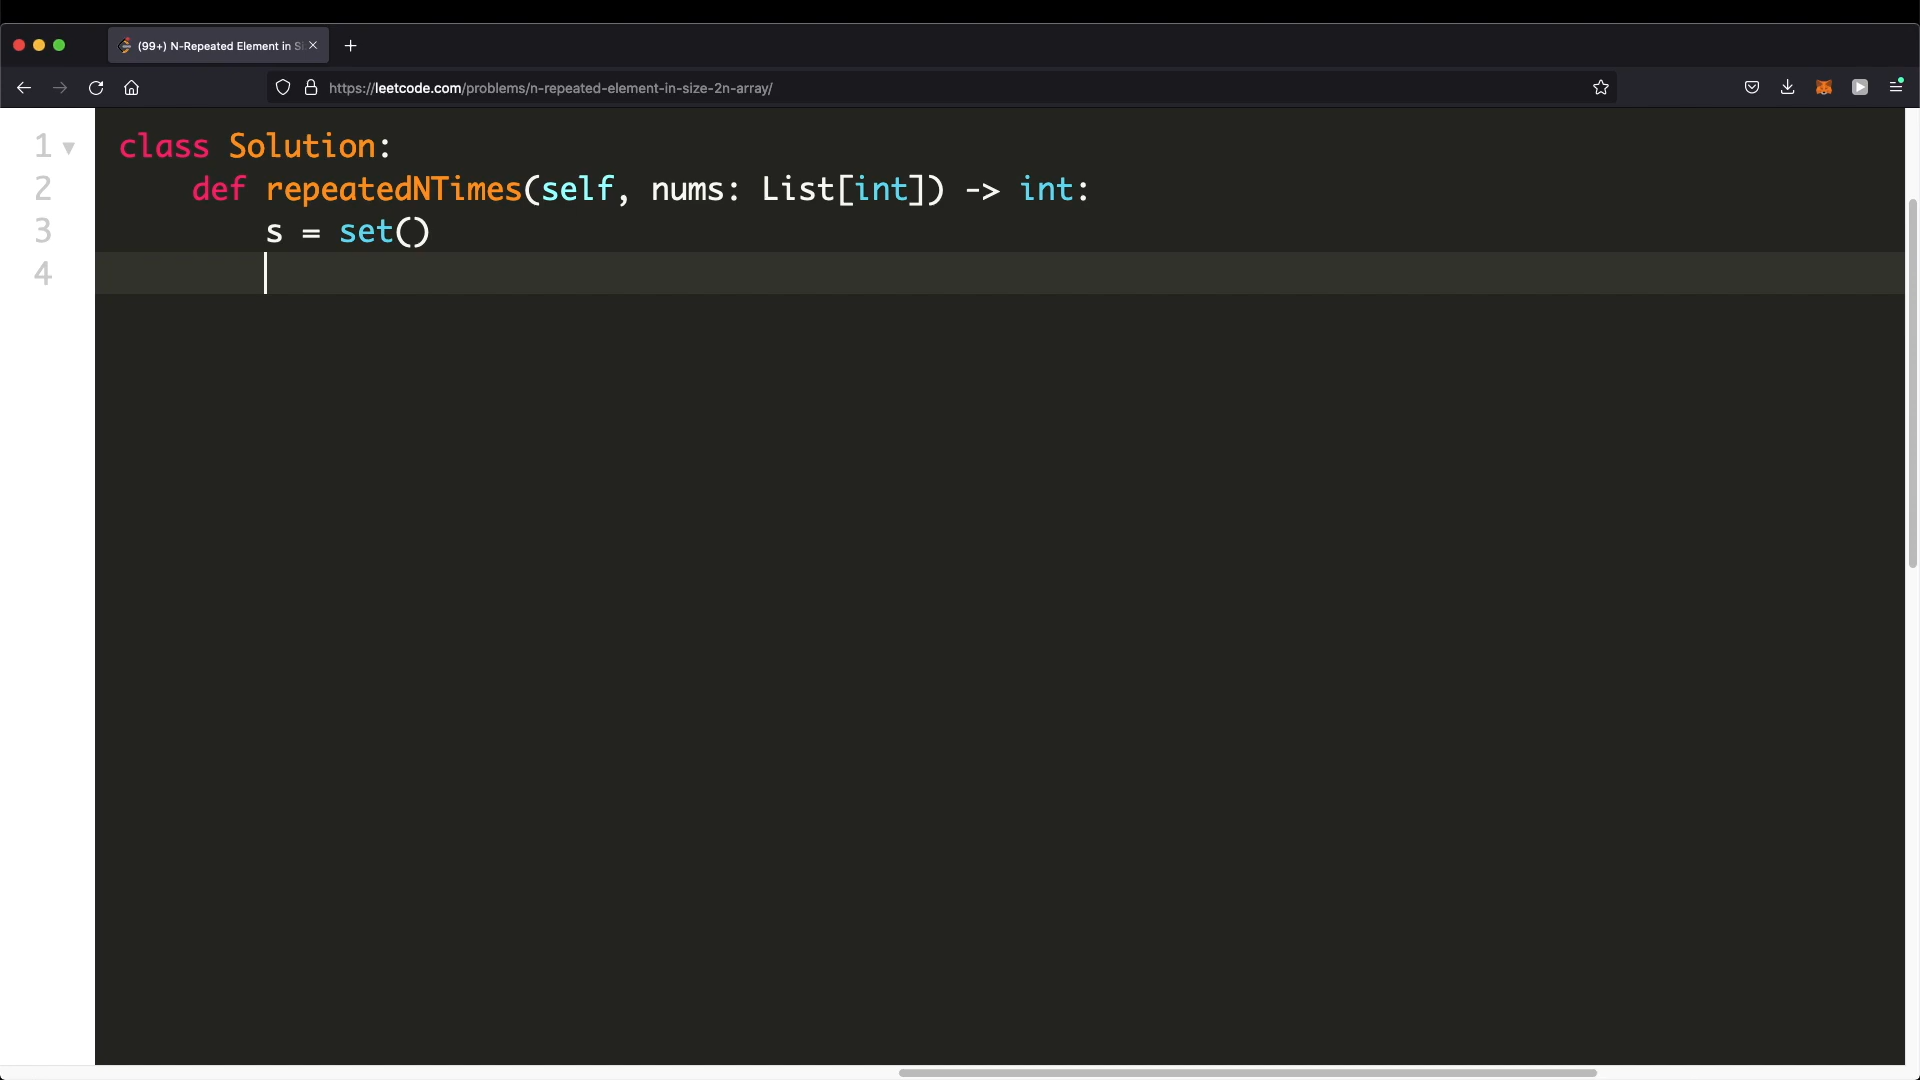 (99+) N-Repeated Element in Si
https://leetcode.com/problems/n-repeated-element-in-size-2n-array/
1 class Solution:
2 def repeatedNTimes(self, nums: List[int]) -> int:
3 s = set()
4